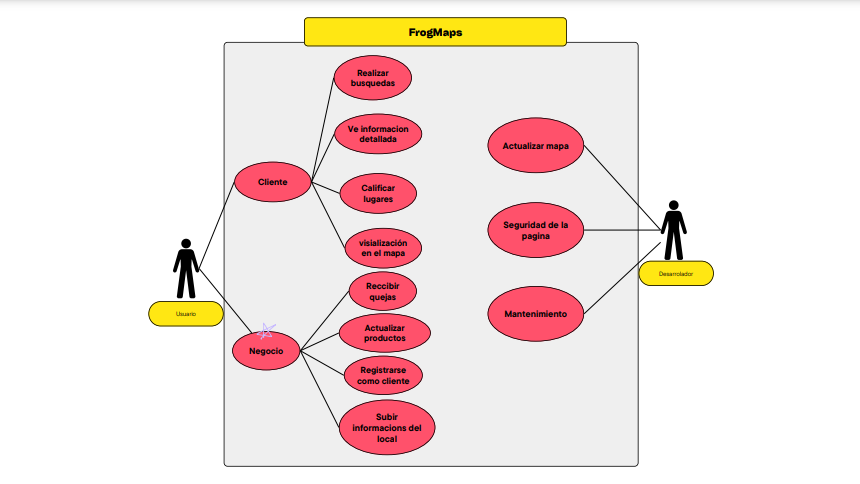 FrogMaps
Realizar
busquedas
Ve informacion
detallada
Cliente
Calificar
lugares
visialización
en el mapa
Usuario
Negocio
Reccibir
quejas
Actualizar
productos
Registrarse
como cliente
Subir
informacions del
local
Actualizar mapa
Seguridad de la
pagina
Mantenimiento
Desarrolador